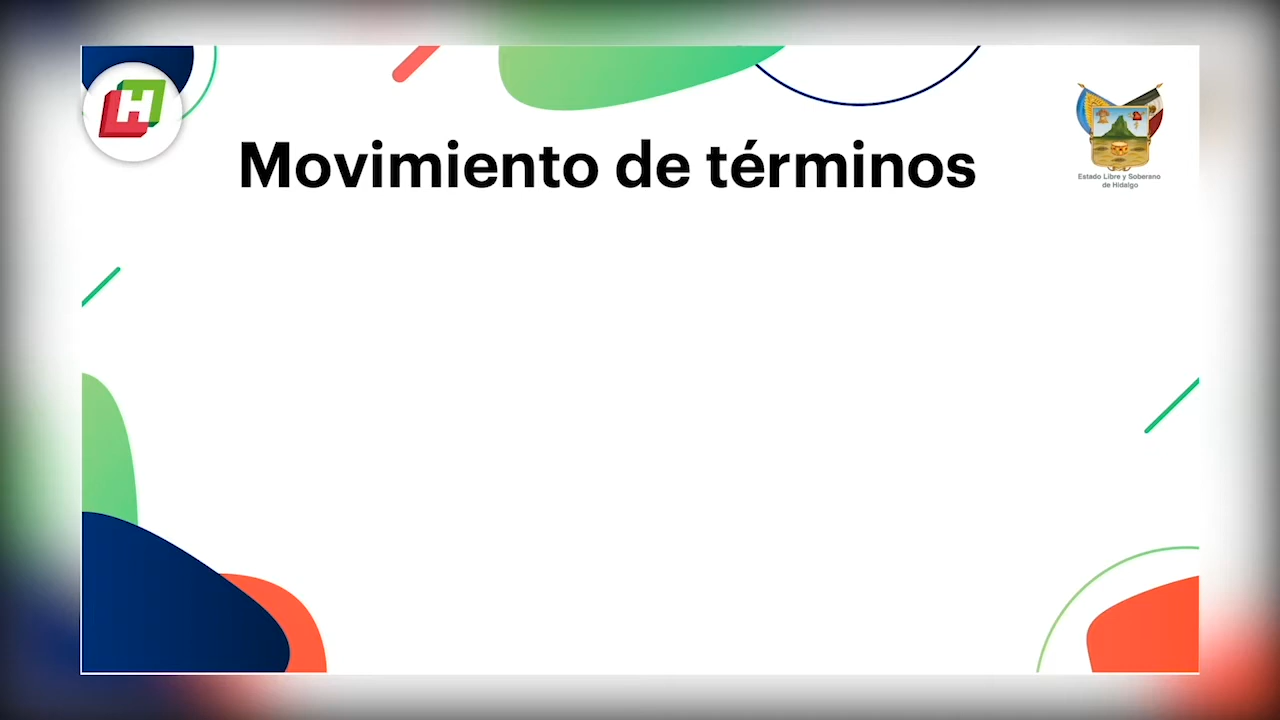 H
Movimiento de términos
Estado Libre y Soberano
de Hidalgo